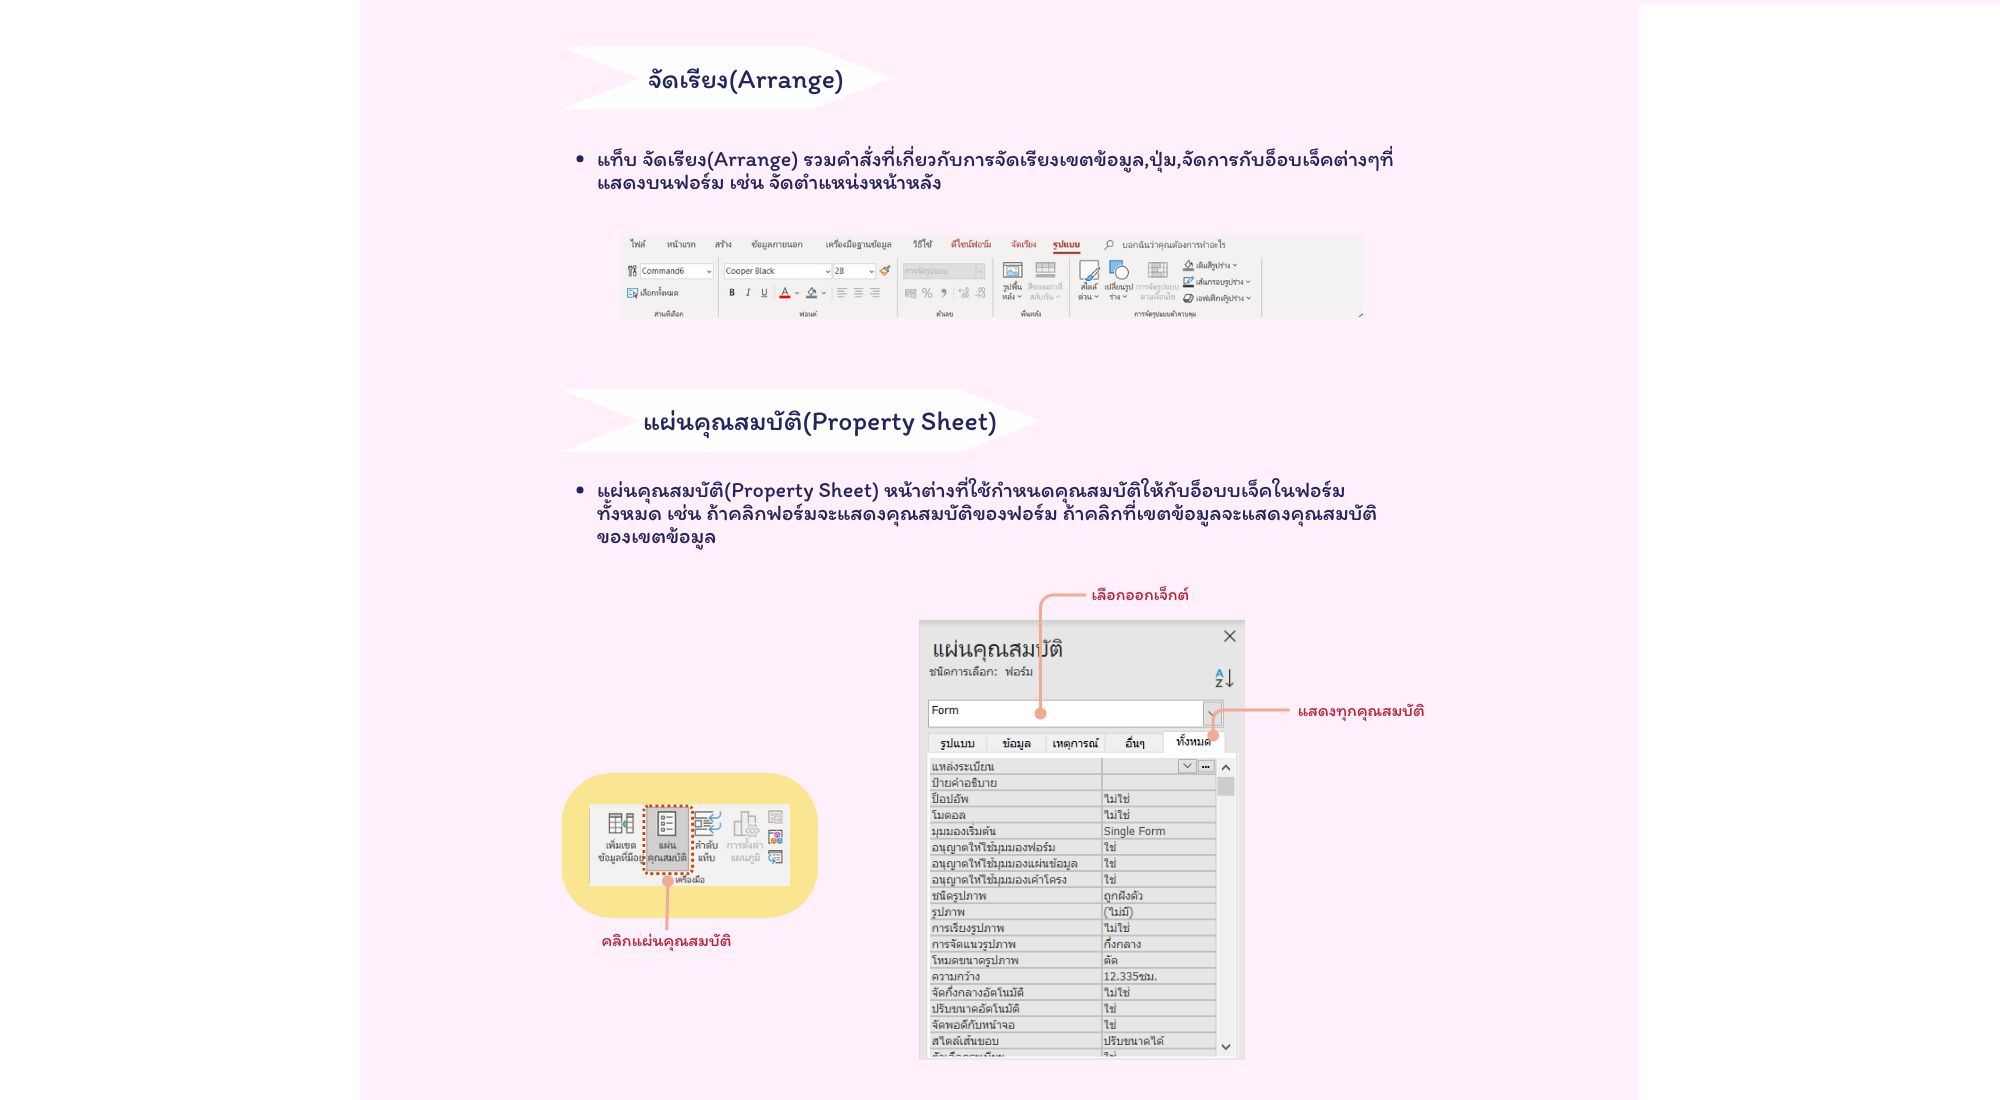 จัดเรียง(Arrange)
แท็บ จัดเรียง(Arrange) รวมคำสั่งที่เกี่ยวกับการจัดเรียงเขตข้อมูล,ปุ่ม,จัดการกับอ็อบเจ็คต่างๆที่
แสดงบนฟอร์ม เช่น จัดตำแหน่งหน้าหลัง
ไฟล์ หน้าแรก สร้าง ข้อมูลภายนอก เครื่องมือฐานข้อมูล วิธีใช้ ดีไซน์ฟอร์ม จัดเรียง รูปแบบ บอกฉันว่าคุณต้องการทำอะไร
Command6 Cooper Black 28 การจัดรูปแบบ
เลือกทั้งหมด B I U A %
รูปพื้นหลัง สีของแถวที่สลับกัน สไตล์ด่วน เปลี่ยนรูปร่าง การจัดรูปแบบตามเงื่อนไข
เติมสีรูปร่าง
เส้นกรอบรูปร่าง
เอฟเฟ็กต์รูปร่าง
ส่วนที่เลือก ฟอนต์ ตัวเลข พื้นหลัง การจัดรูปแบบตัวควบคุม
แผ่นคุณสมบัติ(Property Sheet)
แผ่นคุณสมบัติ(Property Sheet) หน้าต่างที่ใช้กำหนดคุณสมบัติให้กับอ็อบบเจ็คในฟอร์ม
ทั้งหมด เช่น ถ้าคลิกฟอร์มจะแสดงคุณสมบัติของฟอร์ม ถ้าคลิกที่เขตข้อมูลจะแสดงคุณสมบัติ
ของเขตข้อมูล
เลือกออกเจ็กต์
แผ่นคุณสมบัติ
ชนิดการเลือก: ฟอร์ม
Form
แสดงทุกคุณสมบัติ
รูปแบบ ข้อมูล เหตุการณ์ อื่นๆ ทั้งหมด
แหล่งระเบียน
ป้ายคำอธิบาย
ป็อปอัพ ไม่ใช่
โมดอล ไม่ใช่
มุมมองเริ่มต้น Single Form
อนุญาตให้ใช้มุมมองฟอร์ม ใช่
อนุญาตให้ใช้มุมมองแผ่นข้อมูล ใช่
อนุญาตให้ใช้มุมมองเค้าโครง ใช่
ชนิดรูปภาพ ถูกฝังตัว
รูปภาพ (ไม่มี)
การเรียงรูปภาพ ไม่ใช่
การจัดแนวรูปภาพ กึ่งกลาง
โหมดขนาดรูปภาพ ตัด
ความกว้าง 12.335ซม.
จัดกึ่งกลางอัตโนมัติ ไม่ใช่
ปรับขนาดอัตโนมัติ ใช่
จัดพอดีกับหน้าจอ ใช่
สไตล์เส้นขอบ ปรับขนาดได้
เพิ่มเขต แผ่น ลำดับ การตั้งค่า
ข้อมูลที่มีอยู่ คุณสมบัติ แท็บ แผนภูมิ
เครื่องมือ
คลิกแผ่นคุณสมบัติ